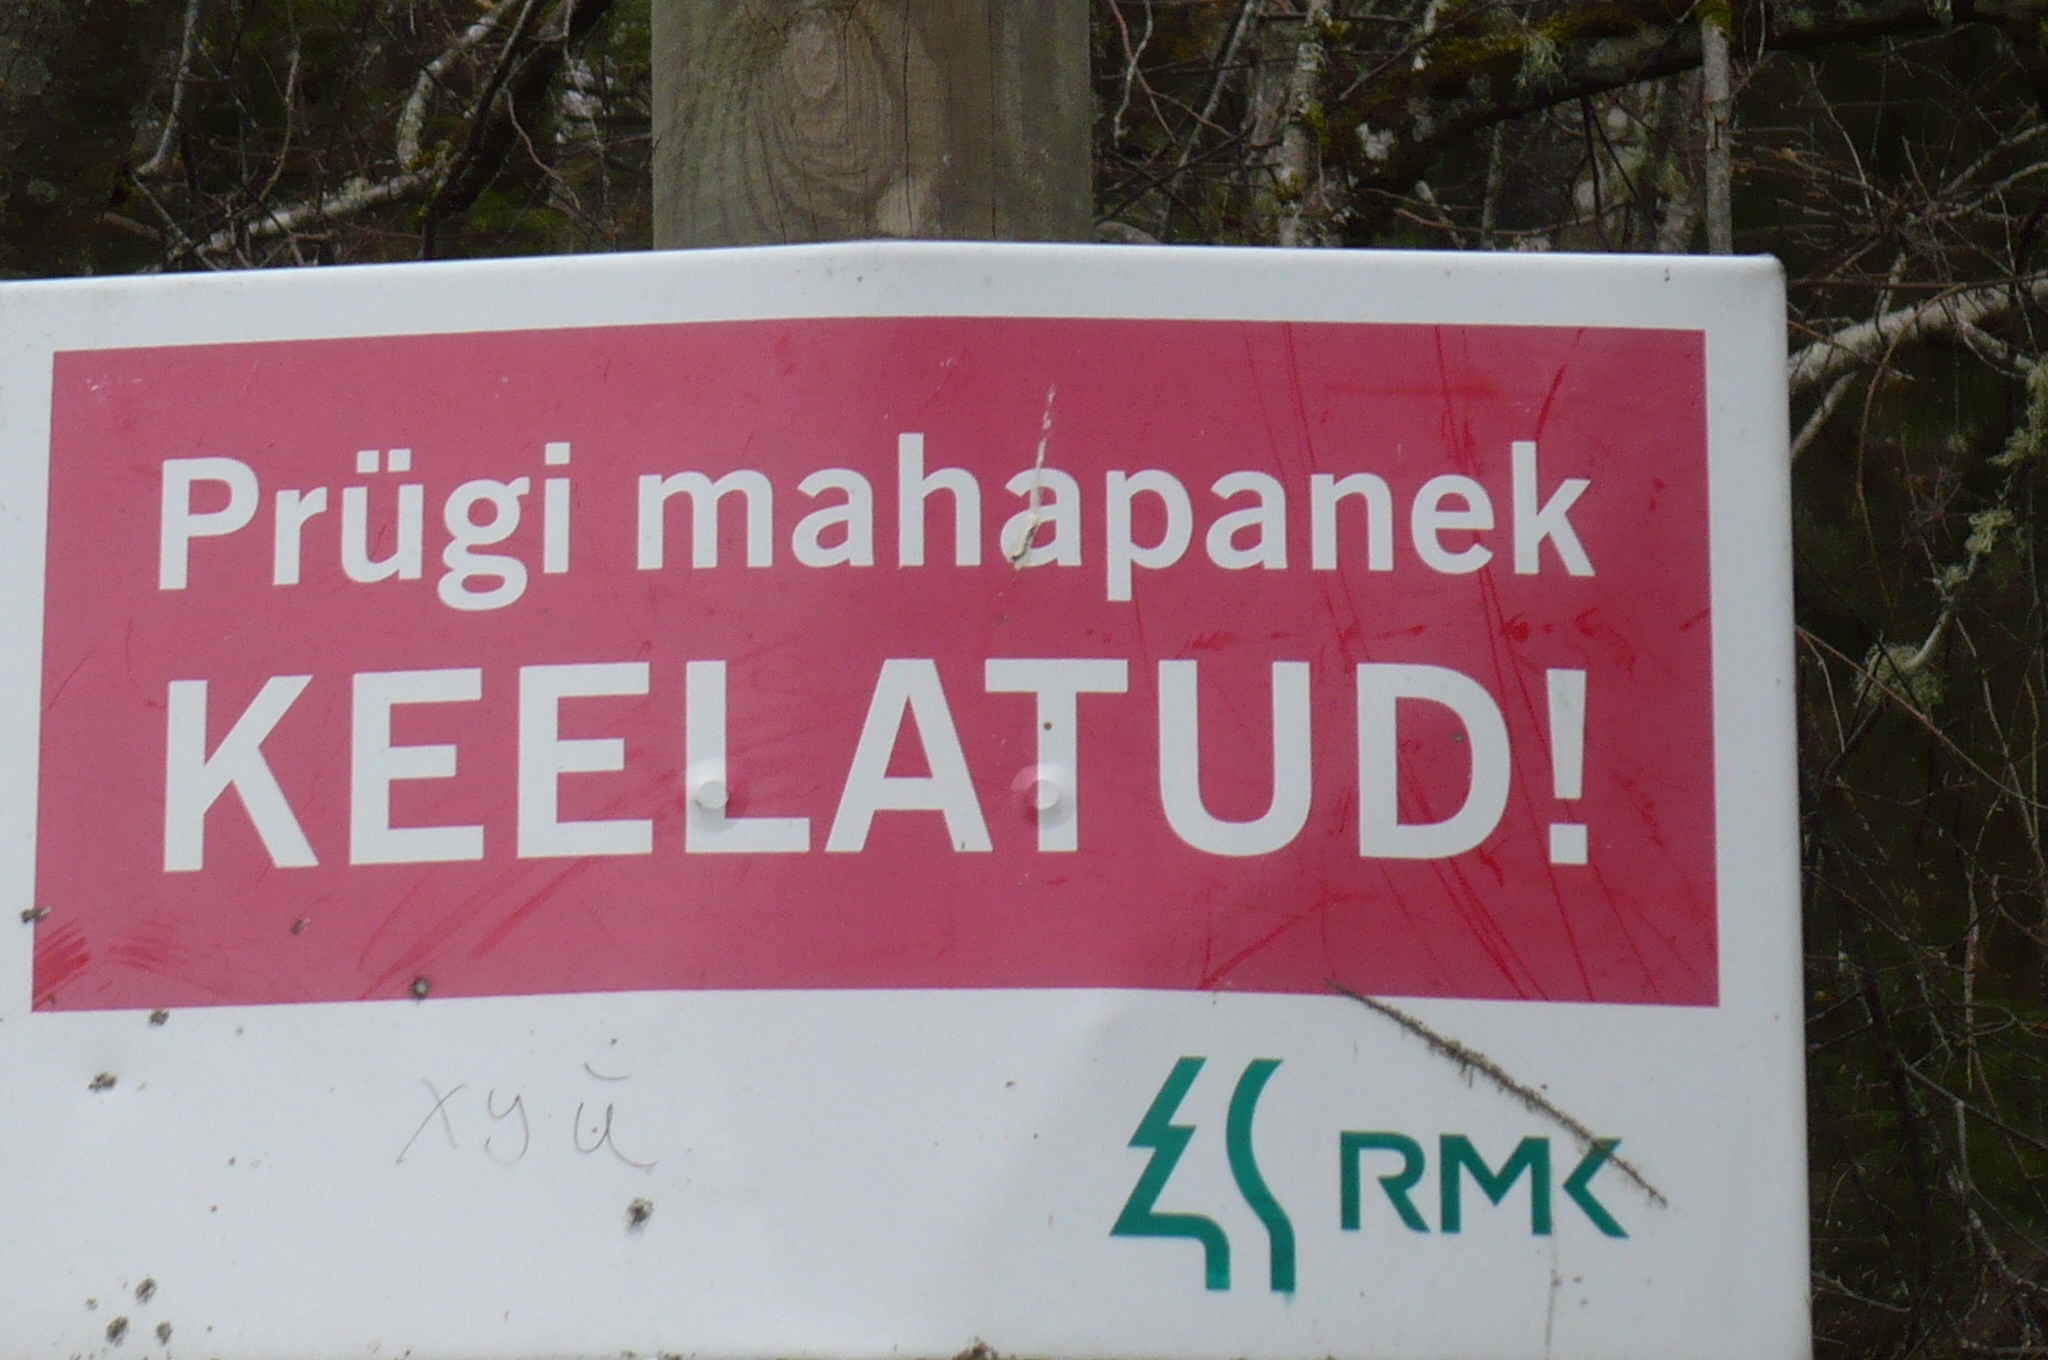 Prügi mahapanek
KEELATUD!
хуй
RMK